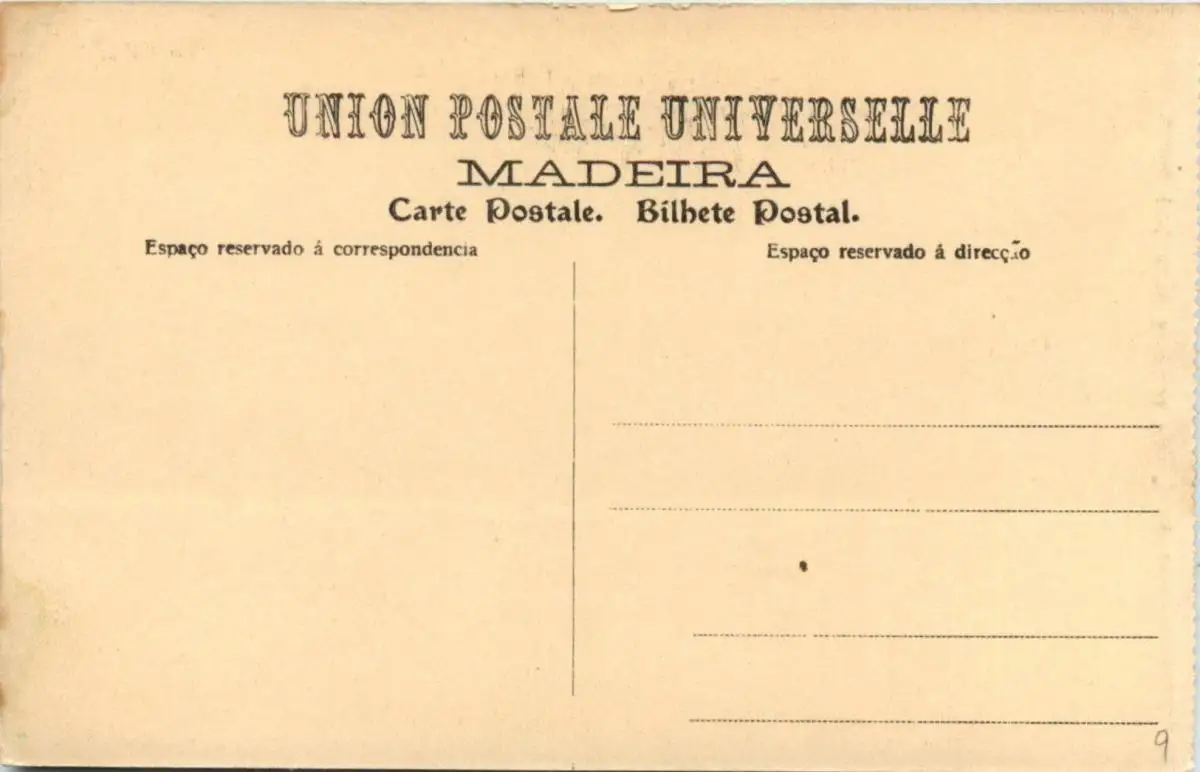 UNION POSTALE UNIVERSELLE
MADEIRA
Carte Postale. Bilhete Postal.
Espaço reservado á correspondencia
Espaço reservado á direcção
9